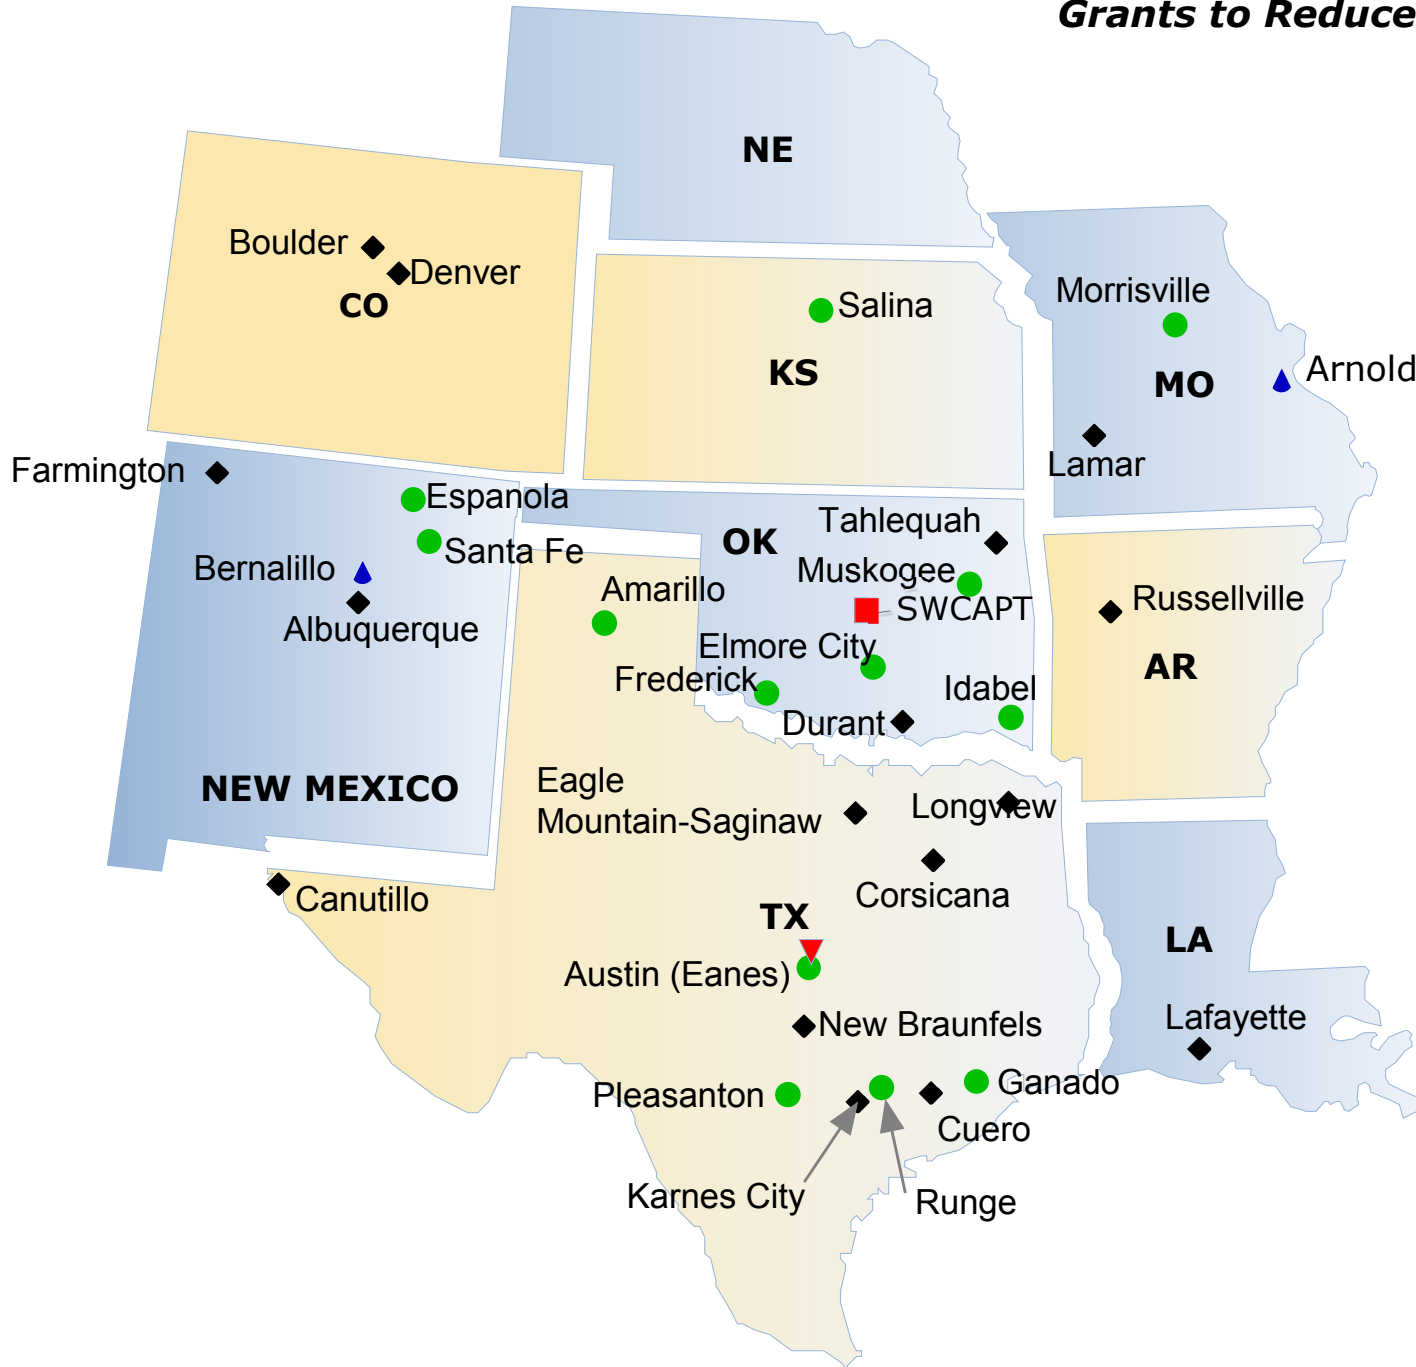 Grants to Reduce
NE
Boulder
Denver
CO
Salina
KS
Morrisville
MO
Arnold
Lamar
Farmington
Espanola
Santa Fe
Bernalillo
Albuquerque
NEW MEXICO
OK
Tahlequah
Muskogee
SWCAPT
Elmore City
Frederick
Idabel
Durant
Amarillo
Russellville
AR
Eagle
Mountain-Saginaw
Longview
Corsicana
Canutillo
TX
Austin (Eanes)
New Braunfels
Pleasanton
Ganado
Cuero
Karnes City
Runge
LA
Lafayette